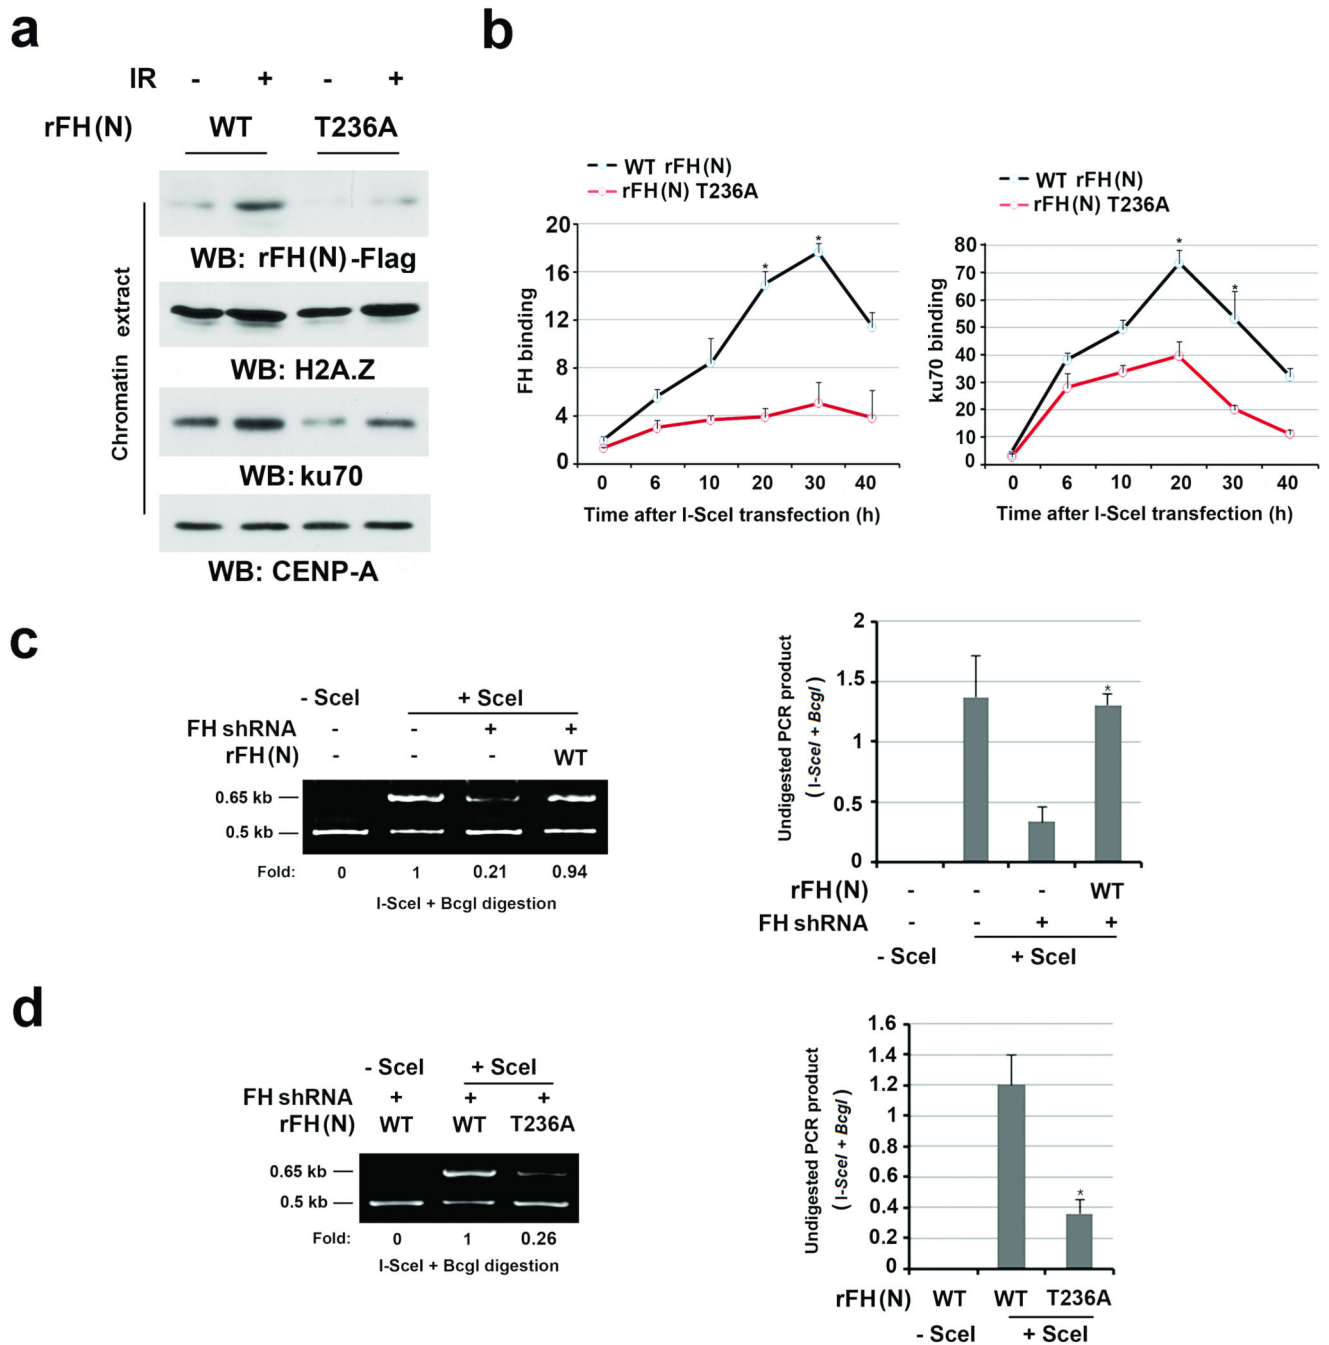 a
IR - + - +
rFH(N) WT T236A
Chromatin extract
WB: rFH(N)-Flag
WB: H2A.Z
WB: ku70
WB: CENP-A
b
WT rFH(N)
rFH(N) T236A
FH binding
20
16
12
8
4
0
* *
0 6 10 20 30 40
Time after I-SceI transfection (h)
WT rFH(N)
rFH(N) T236A
ku70 binding
80
70
60
50
40
30
20
10
0
* *
0 6 10 20 30 40
Time after I-SceI transfection (h)
c
- SceI + SceI
FH shRNA - - + +
rFH(N) - - - WT
0.65 kb
0.5 kb
Fold: 0 1 0.21 0.94
I-SceI + BcgI digestion
Undigested PCR product
(I-SceI + BcgI)
2
1.5
1
0.5
0
*
rFH(N) - - - WT
FH shRNA - - + +
- SceI + SceI
d
- SceI + SceI
FH shRNA + + +
rFH(N) WT WT T236A
0.65 kb
0.5 kb
Fold: 0 1 0.26
I-SceI + BcgI digestion
Undigested PCR product
(I-SceI + BcgI)
1.6
1.4
1.2
1
0.8
0.6
0.4
0.2
0
*
rFH(N) WT WT T236A
- SceI + SceI